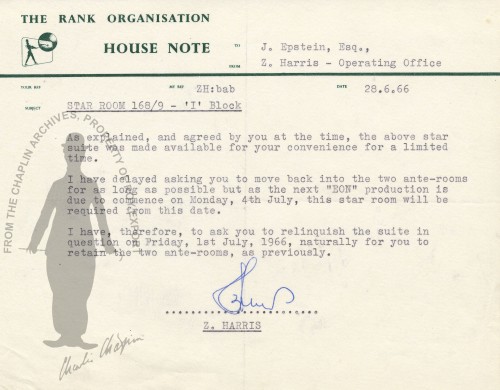 THE RANK ORGANISATION
HOUSE NOTE
TO J. Epstein, Esq.,
FROM Z. Harris - Operating Office
YOUR REF MY REF ZH:bab DATE 28.6.66
SUBJECT STAR ROOM 168/9 - 'I' Block
As explained, and agreed by you at the time, the above star
suite was made available for your convenience for a limited
time.
I have delayed asking you to move back into the two ante-rooms
for as long as possible but as the next "EON" production is
due to commence on Monday, 4th July, this star room will be
required from this date.
I have, therefore, to ask you to relinquish the suite in
question on Friday, 1st July, 1966, naturally for you to
retain the two ante-rooms, as previously.
Z. HARRIS
FROM THE CHAPLIN ARCHIVES, PROPERTY OF ROY EXPORT
Charlie Chaplin